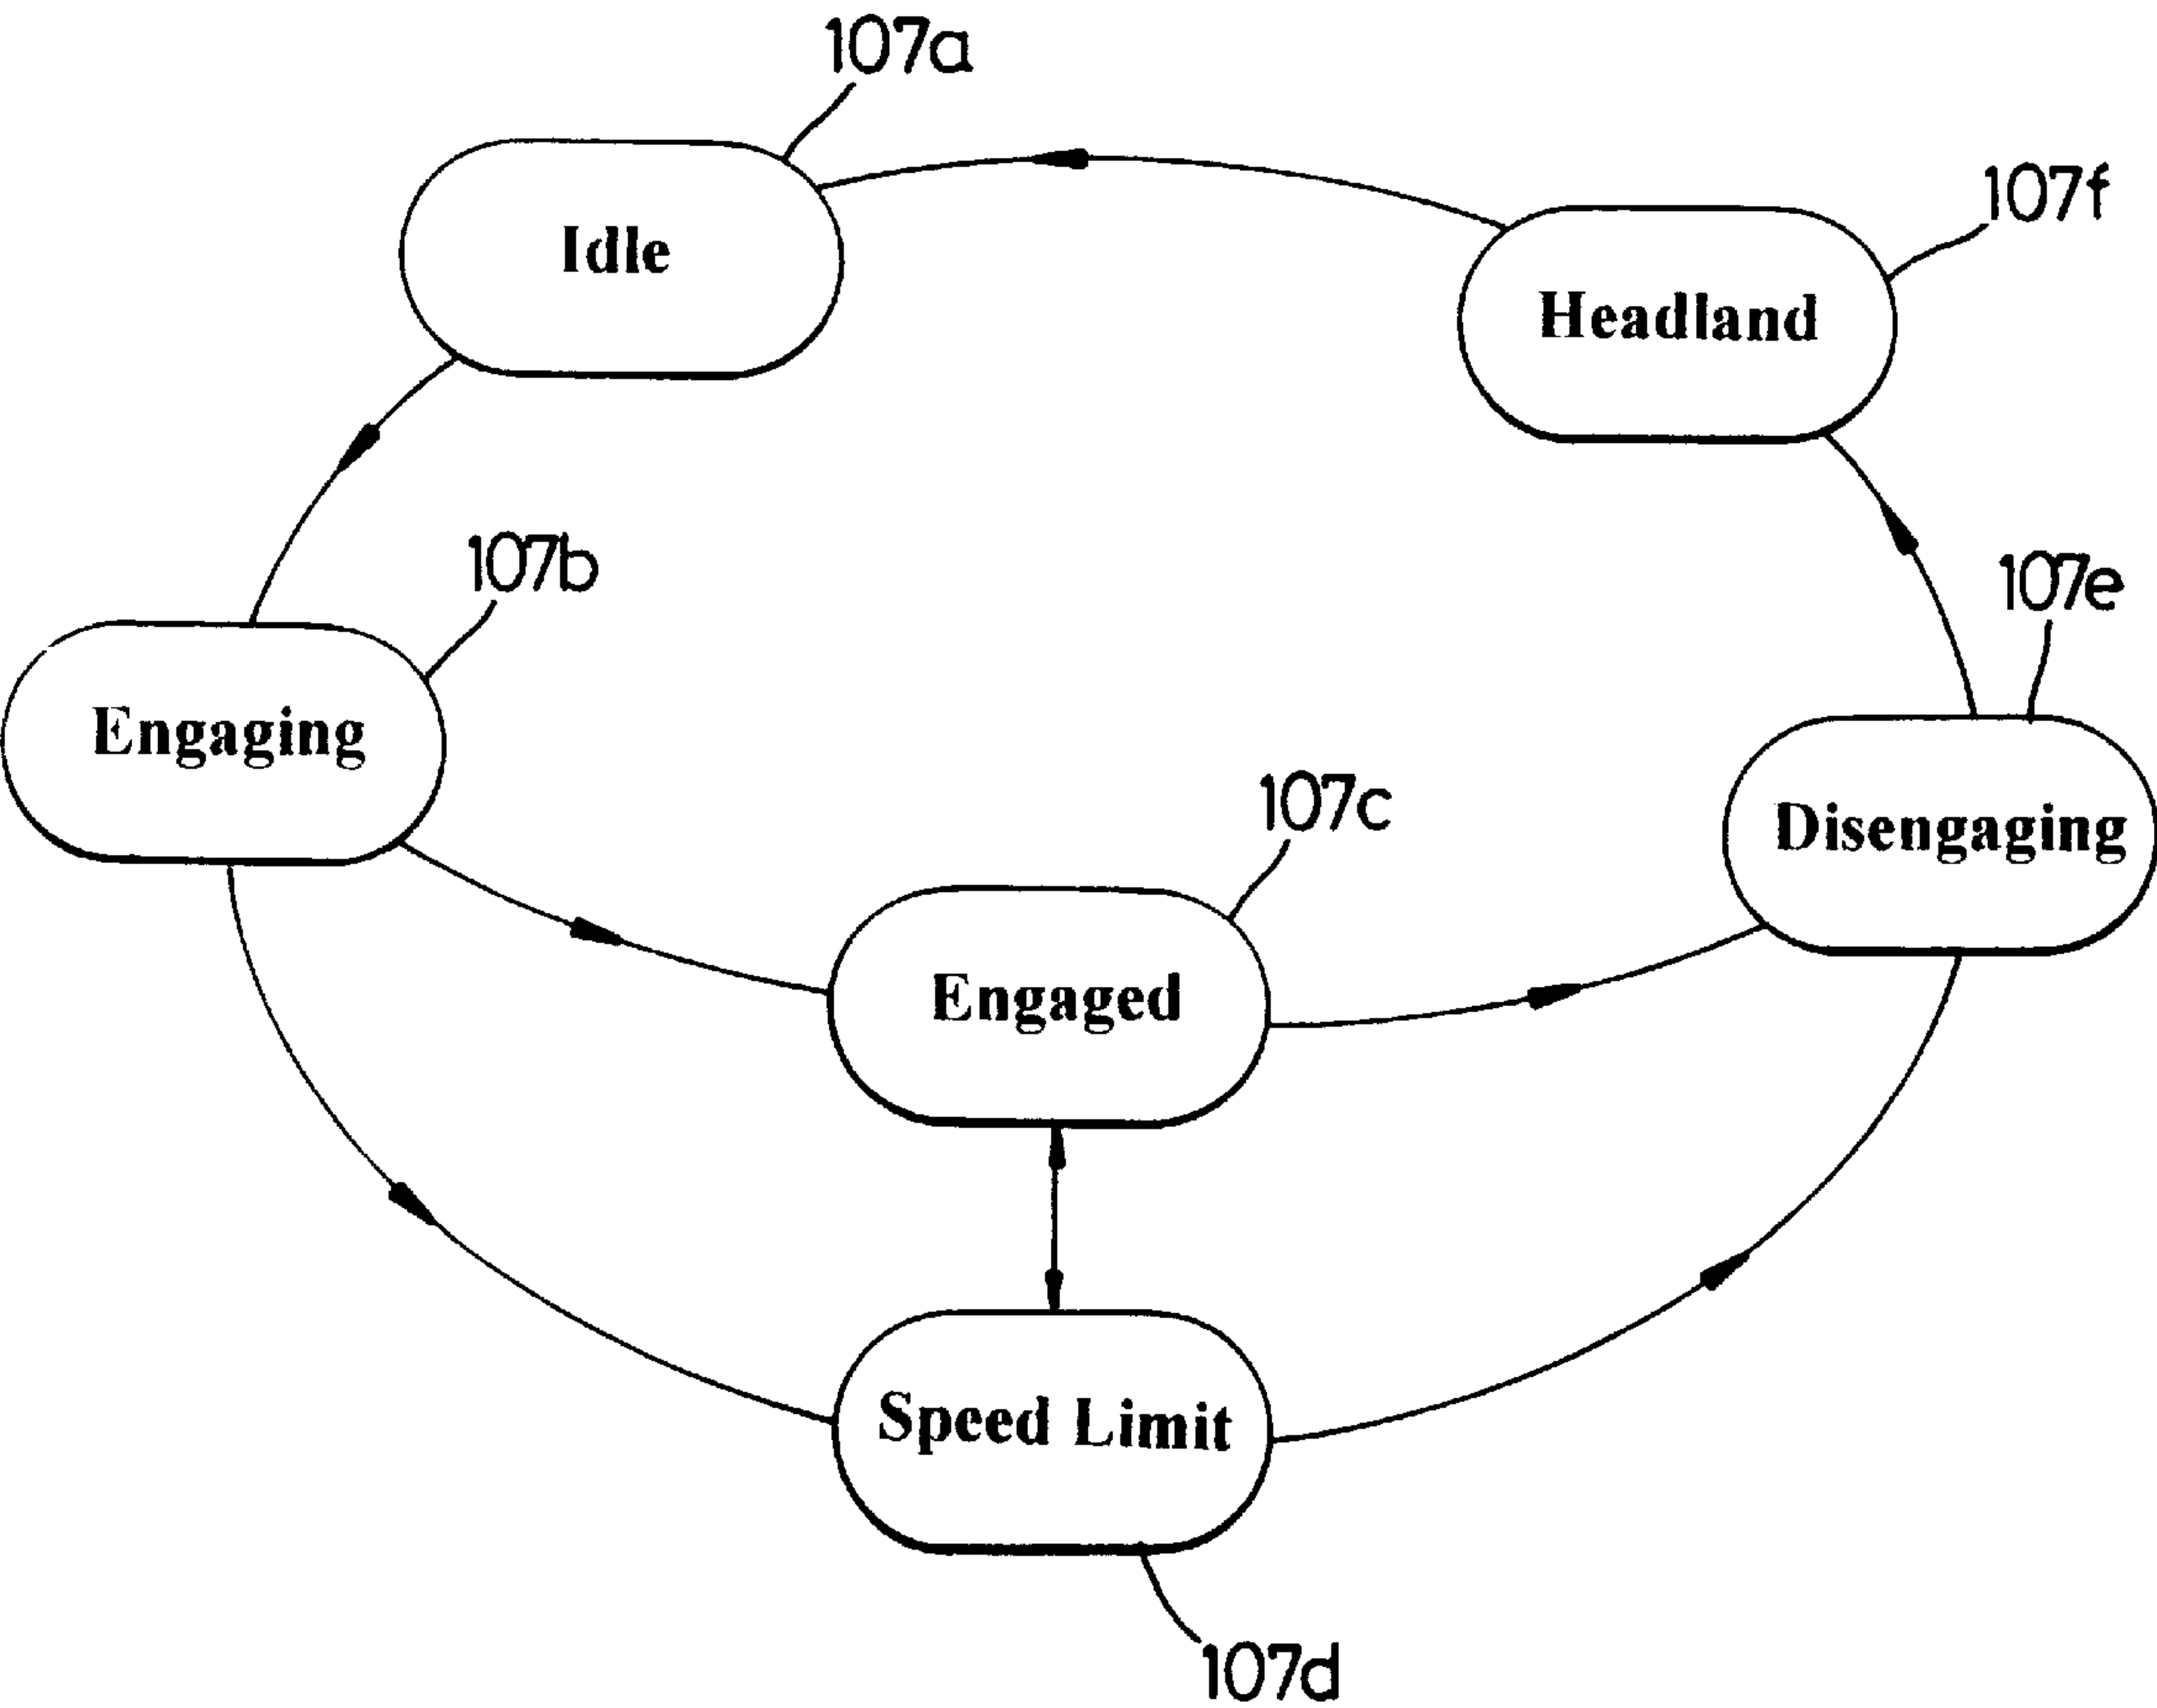 107a
Idle
107f
Headland
107b
Engaging
107e
Disengaging
107c
Engaged
Speed Limit
107d